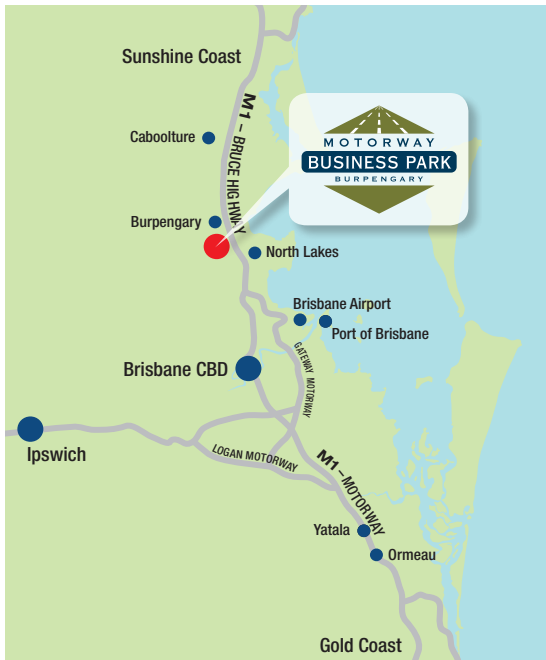 Sunshine Coast
M1 – BRUCE HIGHWAY
Caboolture
MOTORWAY
BUSINESS PARK
BURPENGARY
Burpengary
North Lakes
Brisbane Airport
Port of Brisbane
Brisbane CBD
GATEWAY MOTORWAY
Ipswich
LOGAN MOTORWAY
M1 – MOTORWAY
Yatala
Ormeau
Gold Coast